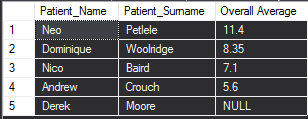 Patient_Name Patient_Surname Overall Average
1 Neo Petlele 11.4
2 Dominique Woolridge 8.35
3 Nico Baird 7.1
4 Andrew Crouch 5.6
5 Derek Moore NULL